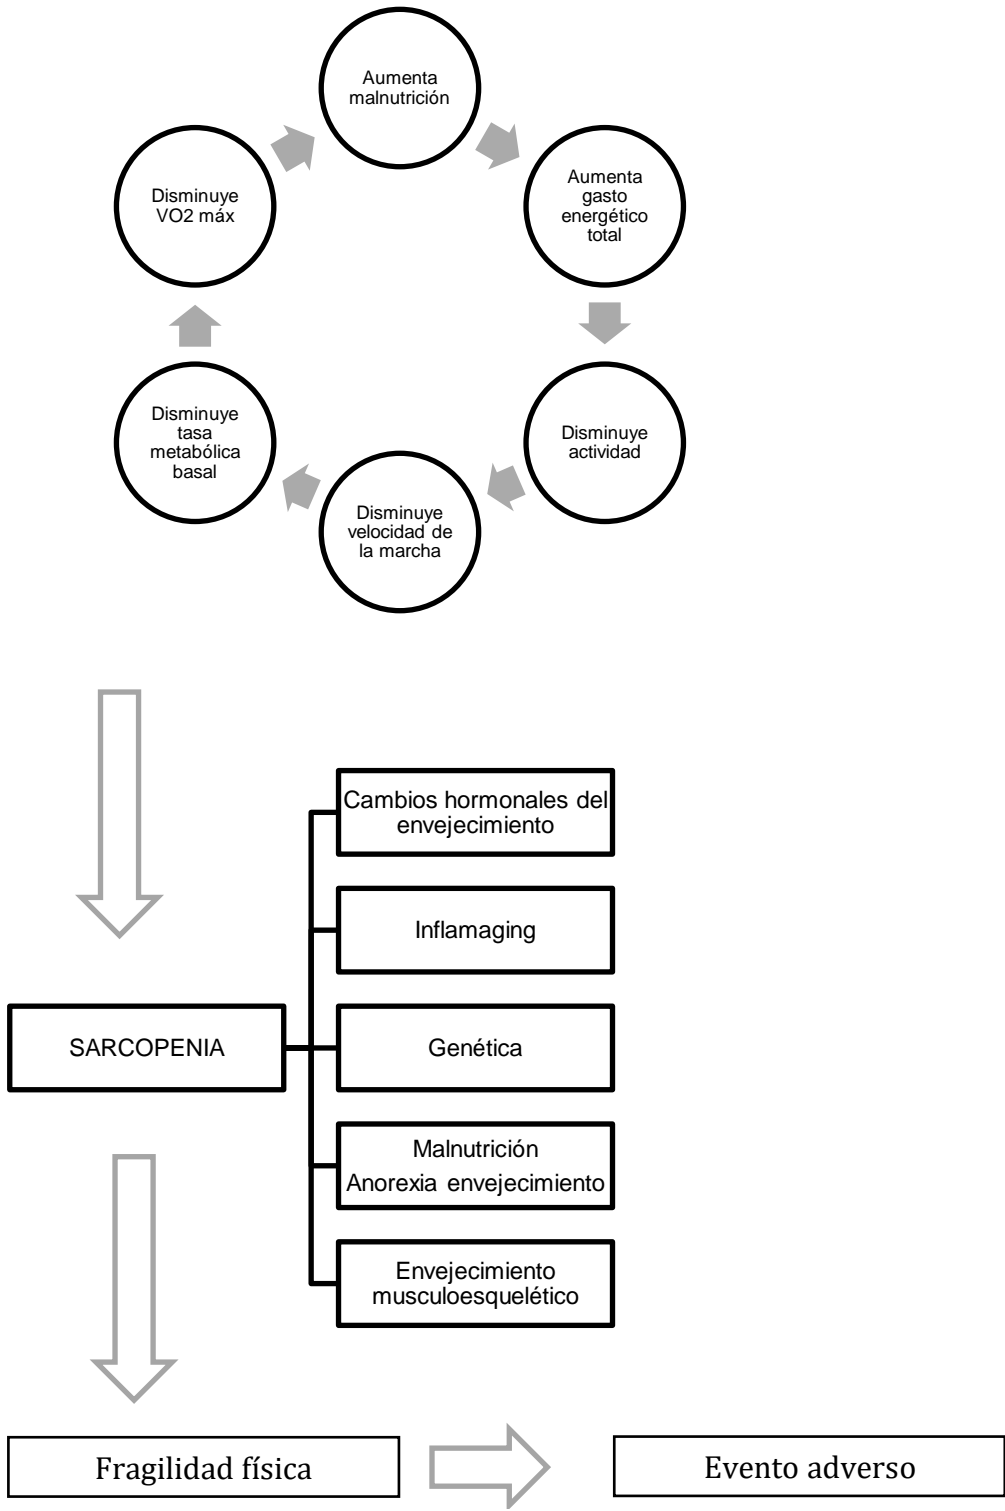 Aumenta
malnutrición
Aumenta
gasto
energético
total
Disminuye
actividad
Disminuye
velocidad de
la marcha
Disminuye
tasa
metabólica
basal
Disminuye
VO2 máx
Cambios hormonales del
envejecimiento
Inflamaging
SARCOPENIA
Genética
Malnutrición
Anorexia envejecimiento
Envejecimiento
musculoesquelético
Fragilidad física
Evento adverso